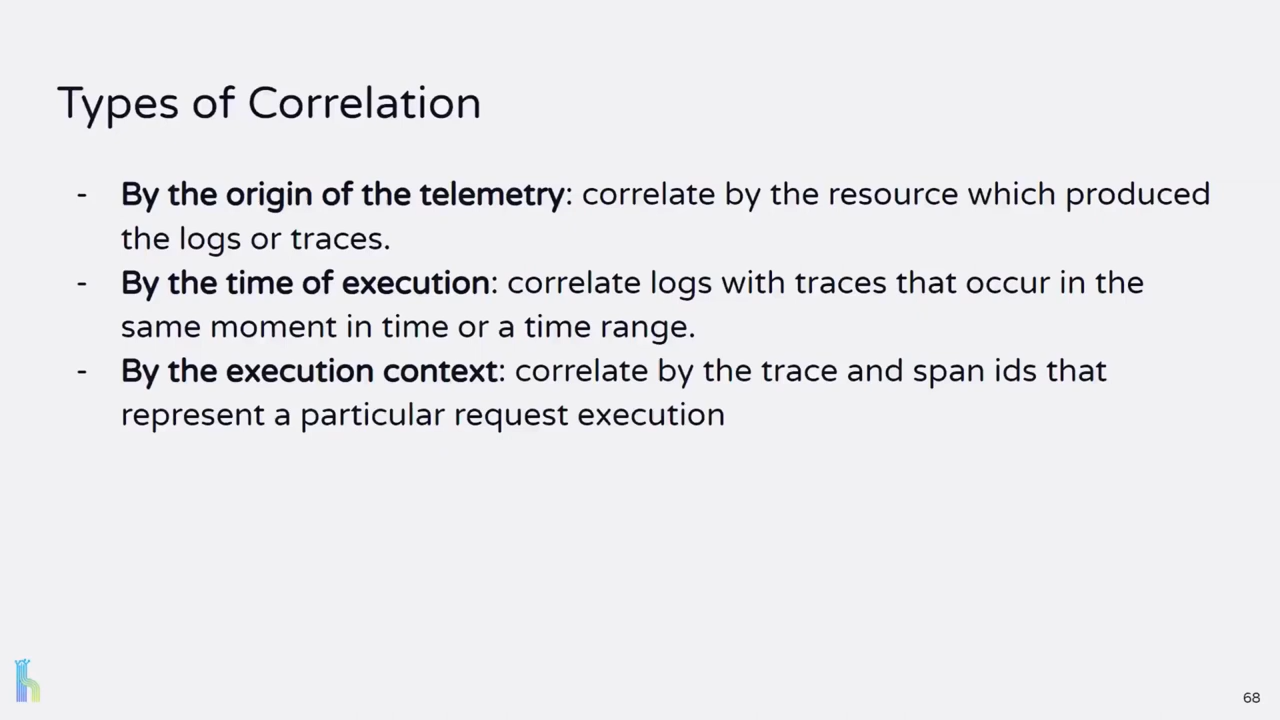 Types of Correlation
- By the origin of the telemetry: correlate by the resource which produced
the logs or traces.
- By the time of execution: correlate logs with traces that occur in the
same moment in time or a time range.
- By the execution context: correlate by the trace and span ids that
represent a particular request execution
68